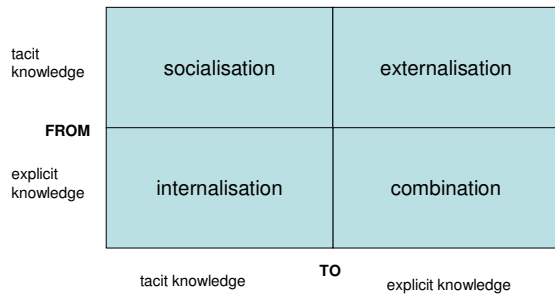 tacit
knowledge
socialisation
externalisation
FROM
explicit
knowledge
internalisation
combination
TO
tacit knowledge
explicit knowledge